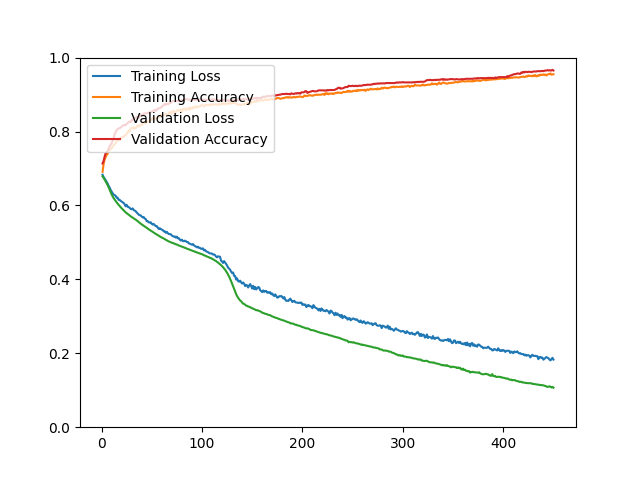 1.0
0.8
0.6
0.4
0.2
0.0
Training Loss
Training Accuracy
Validation Loss
Validation Accuracy
0 100 200 300 400